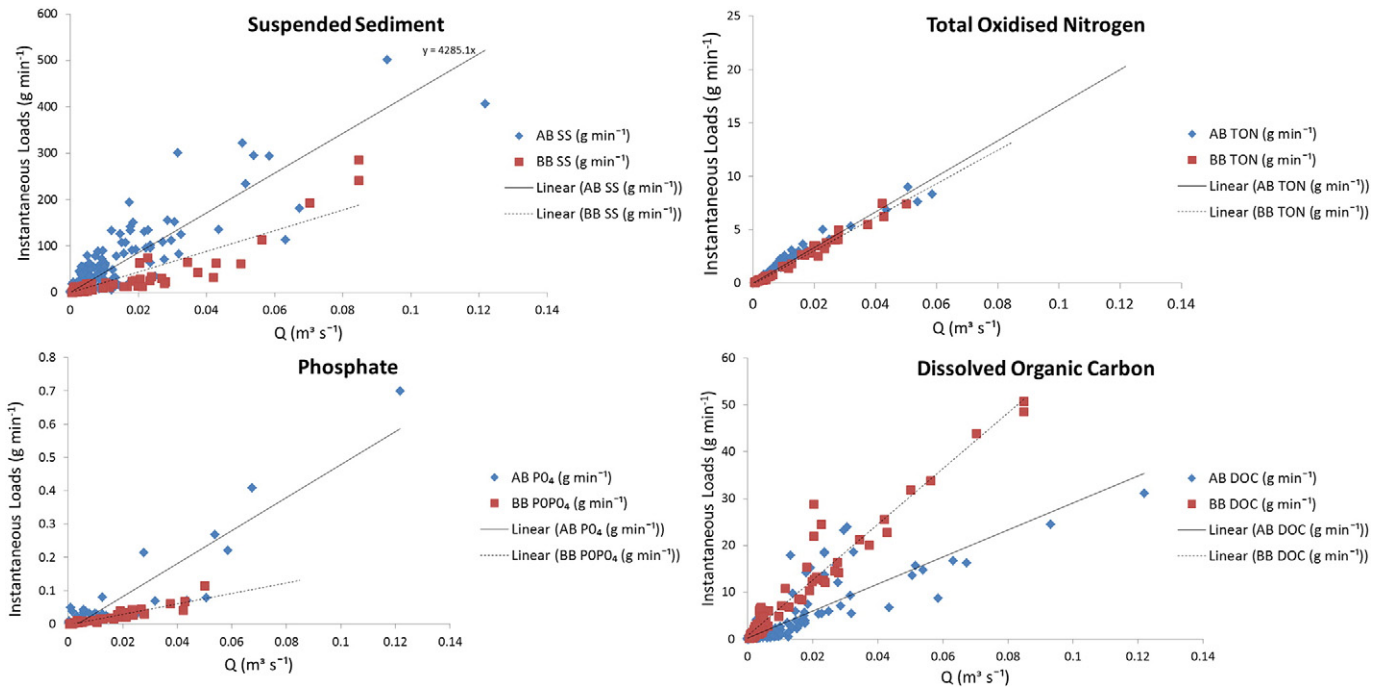 Suspended Sediment
Instantaneous Loads (g min⁻¹)
600
500
400
300
200
100
0
0
0.02
0.04
0.06
0.08
0.1
0.12
0.14
Q (m³ s⁻¹)
y = 4285.1x
AB SS (g min⁻¹)
BB SS (g min⁻¹)
Linear (AB SS (g min⁻¹))
Linear (BB SS (g min⁻¹))
Total Oxidised Nitrogen
Instantaneous Loads (g min⁻¹)
25
20
15
10
5
0
0
0.02
0.04
0.06
0.08
0.1
0.12
0.14
Q (m³ s⁻¹)
AB TON (g min⁻¹)
BB TON (g min⁻¹)
Linear (AB TON (g min⁻¹))
Linear (BB TON (g min⁻¹))
Phosphate
Instantaneous Loads (g min⁻¹)
0.8
0.7
0.6
0.5
0.4
0.3
0.2
0.1
0
0
0.02
0.04
0.06
0.08
0.1
0.12
0.14
Q (m³ s⁻¹)
AB PO₄ (g min⁻¹)
BB POPO₄ (g min⁻¹)
Linear (AB PO₄ (g min⁻¹))
Linear (BB POPO₄ (g min⁻¹))
Dissolved Organic Carbon
Instantaneous Loads (g min⁻¹)
60
50
40
30
20
10
0
0
0.02
0.04
0.06
0.08
0.1
0.12
0.14
Q (m³ s⁻¹)
AB DOC (g min⁻¹)
BB DOC (g min⁻¹)
Linear (AB DOC (g min⁻¹))
Linear (BB DOC (g min⁻¹))